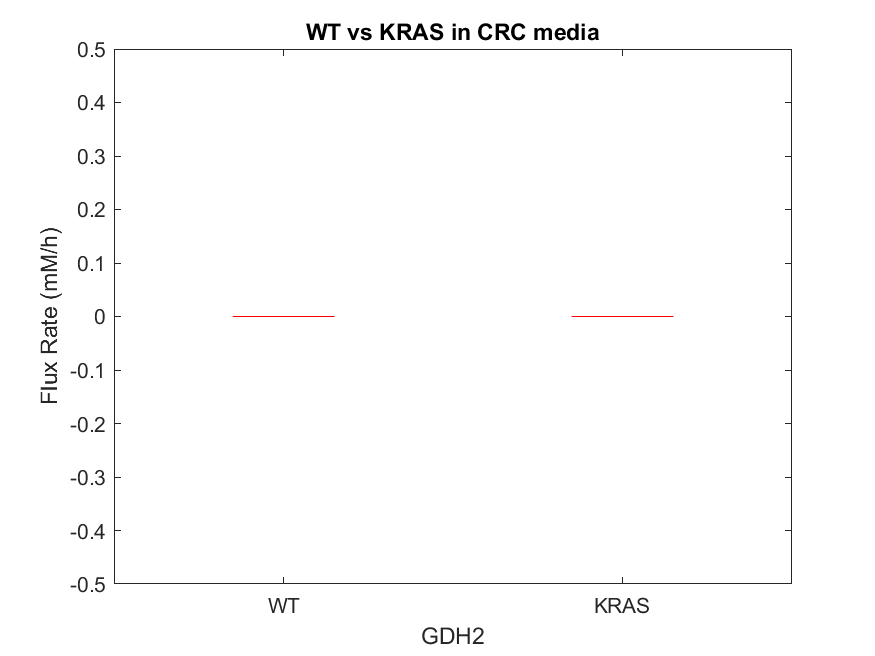 WT vs KRAS in CRC media
0.5
0.4
0.3
0.2
0.1
0
-0.1
-0.2
-0.3
-0.4
-0.5
Flux Rate (mM/h)
WT KRAS
GDH2